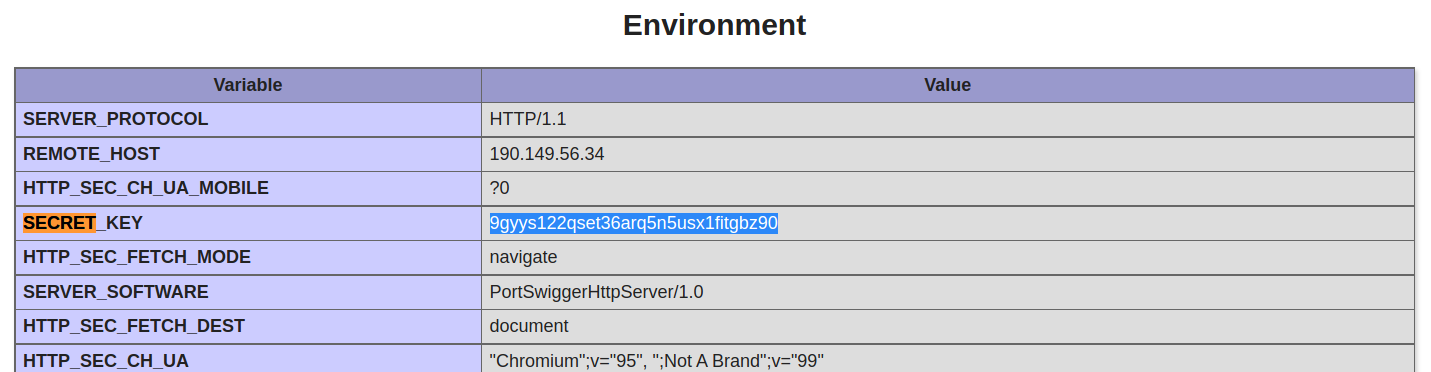 Environment
Variable Value
SERVER_PROTOCOL HTTP/1.1
REMOTE_HOST 190.149.56.34
HTTP_SEC_CH_UA_MOBILE ?0
SECRET_KEY 9gyys122qset36arq5n5usx1fitgbz90
HTTP_SEC_FETCH_MODE navigate
SERVER_SOFTWARE PortSwiggerHttpServer/1.0
HTTP_SEC_FETCH_DEST document
HTTP_SEC_CH_UA "Chromium";v="95", ";Not A Brand";v="99"